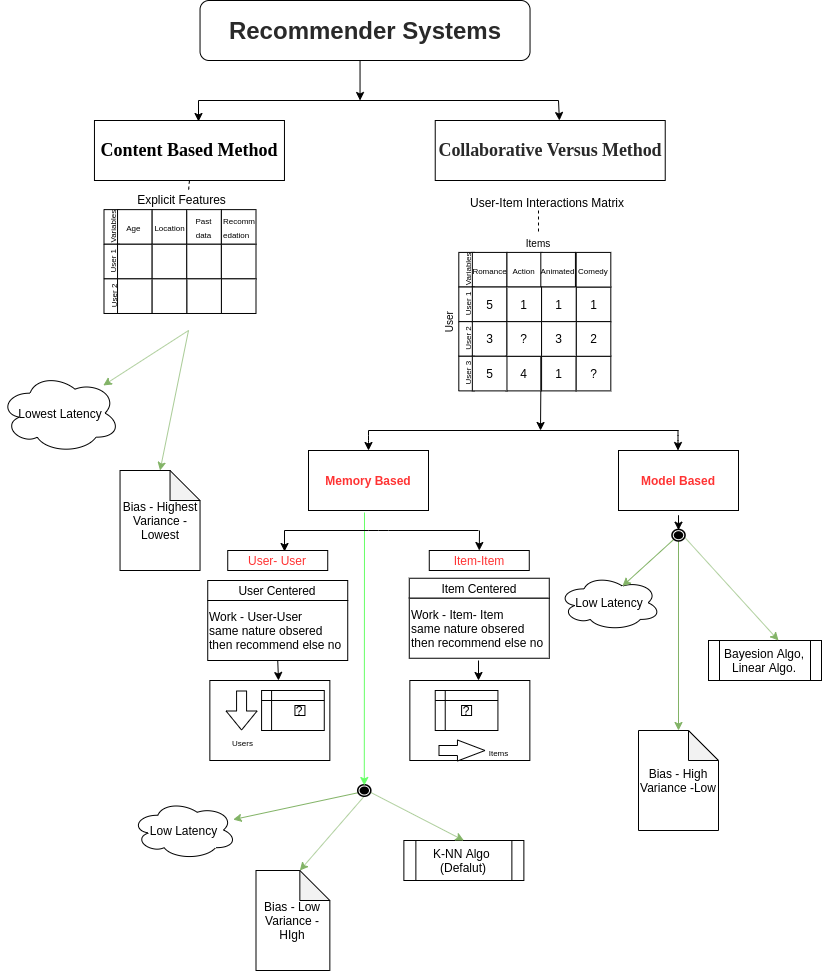 Recommender Systems
Content Based Method
Collaborative Versus Method
Explicit Features
Variables
Age
Location
Past
data
Recomm
edation
User 1
User 2
User-Item Interactions Matrix
Items
User
Variables
Romance
Action
Animated
Comedy
User 1
5
1
1
1
User 2
3
?
3
2
User 3
5
4
1
?
Lowest Latency
Bias - Highest
Variance -
Lowest
Memory Based
Model Based
User- User
Item-Item
User Centered
Work - User-User
same nature obsered
then recommend else no
Item Centered
Work - Item- Item
same nature obsered
then recommend else no
Low Latency
Bayesion Algo,
Linear Algo.
?
Users
?
Items
Bias - High
Variance -Low
Low Latency
K-NN Algo
(Defalut)
Bias - Low
Variance -
HIgh